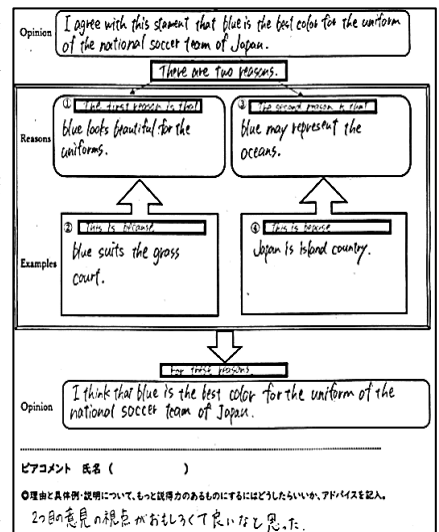 Opinion
I agree with this stament that blue is the best color for the uniform
of the national soccer team of Japan.
There are two reasons.
Reasons
① The first reason is that
blue looks beautiful for the
uniforms.
③ The second reason is that
blue may represent the
oceans.
Examples
② This is because
blue suits the grass
court.
④ This is because
Japan is island country.
For these reasons
Opinion
I think that blue is the best color for the uniform of the
national soccer team of Japan.
ピアコメント 氏名 ( )
◎理由と具体例・説明について、もっと説得力のあるものにするにはどうしたらいいか、アドバイスを記入。
2つ目の意見の視点がおもしろくて良いなと思った.